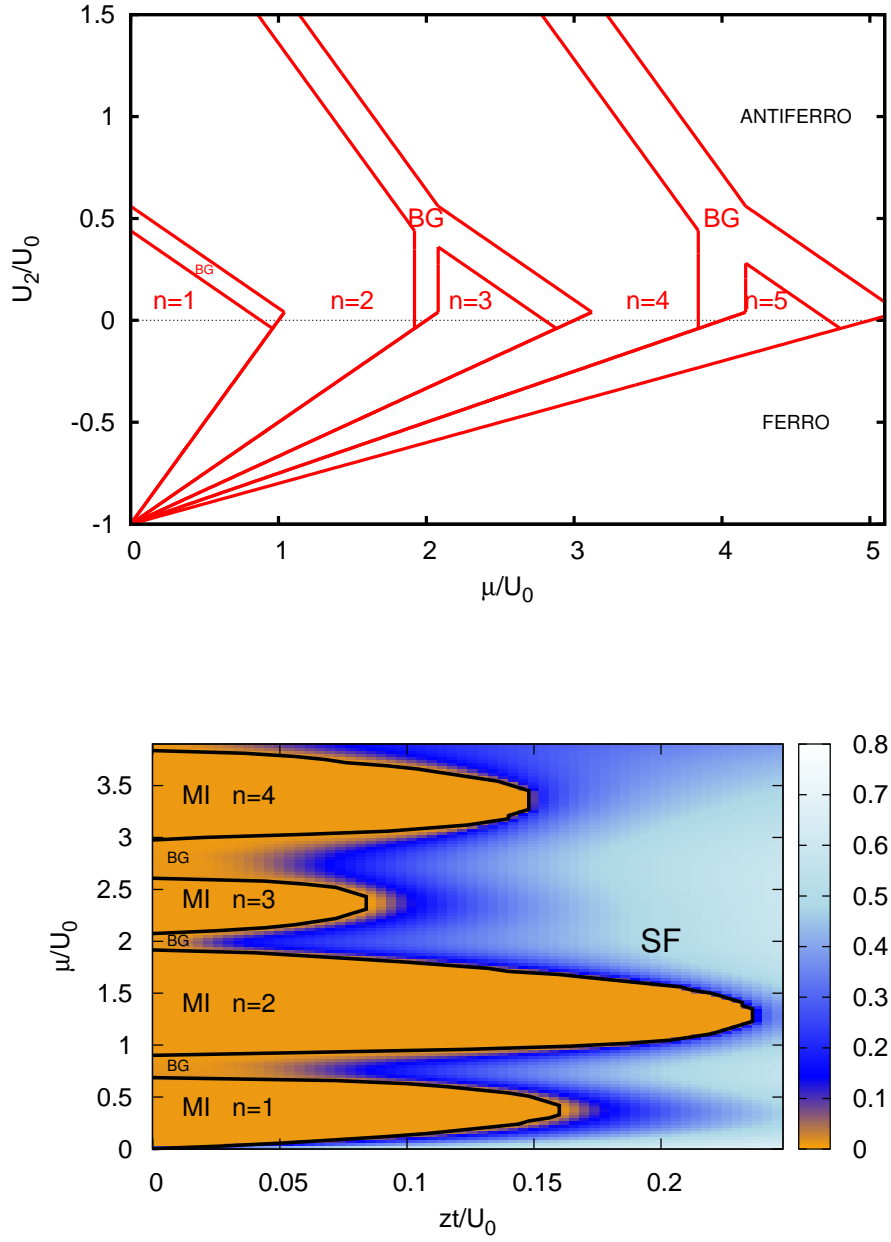 1.5
1
0.5
0
-0.5
-1
U2/U0
ANTIFERRO
BG
BG
BG
n=1
n=2
n=3
n=4
n=5
FERRO
0
1
2
3
4
5
μ/U0
3.5
3
2.5
2
1.5
1
0.5
0
μ/U0
MI n=4
BG
MI n=3
BG
SF
MI n=2
BG
MI n=1
0
0.05
0.1
0.15
0.2
zt/U0
0.8
0.7
0.6
0.5
0.4
0.3
0.2
0.1
0